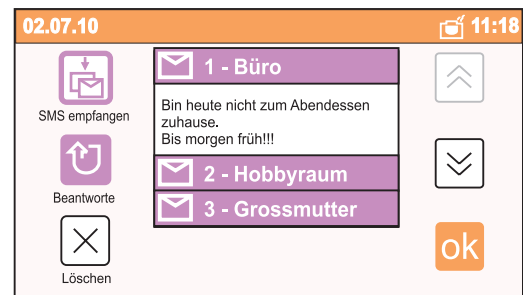 02.07.10
11:18
SMS empfangen
Beantworte
Löschen
1 - Büro
Bin heute nicht zum Abendessen
zuhause.
Bis morgen früh!!!
2 - Hobbyraum
3 - Grossmutter
ok